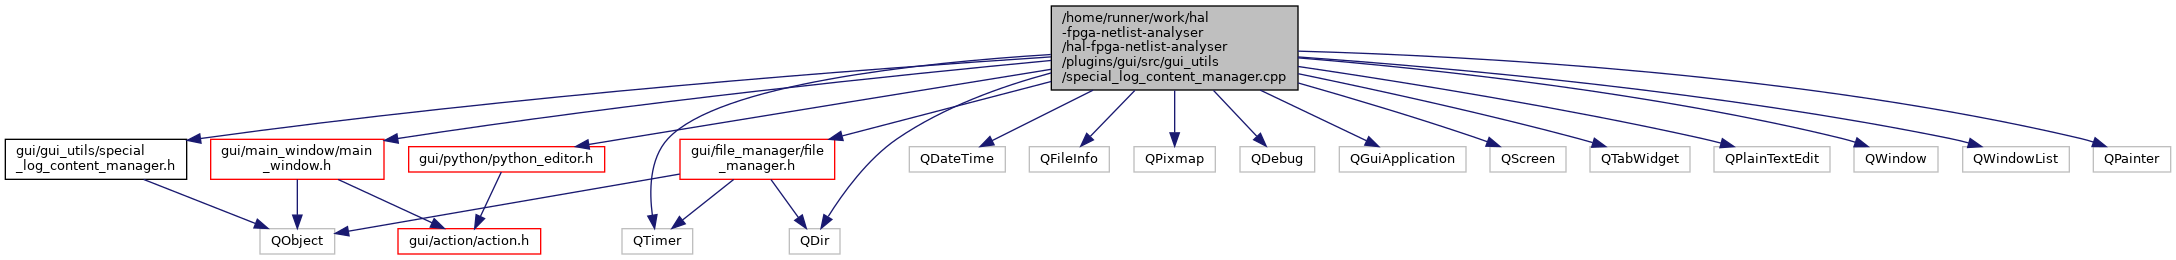 /home/runner/work/hal
-fpga-netlist-analyser
/hal-fpga-netlist-analyser
/plugins/gui/src/gui_utils
/special_log_content_manager.cpp
gui/gui_utils/special
_log_content_manager.h
gui/main_window/main
_window.h
gui/python/python_editor.h
gui/file_manager/file
_manager.h
QDateTime
QFileInfo
QPixmap
QDebug
QGuiApplication
QScreen
QTabWidget
QPlainTextEdit
QWindow
QWindowList
QPainter
QObject
gui/action/action.h
QTimer
QDir